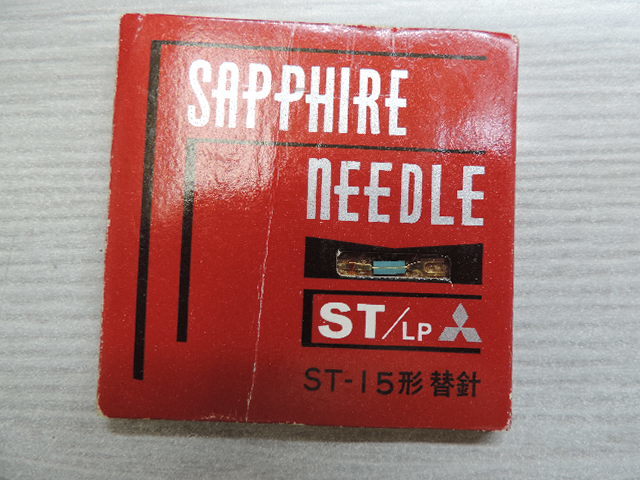 SAPPHIRE
NEEDLE
ST/LP
ST-15形 替針